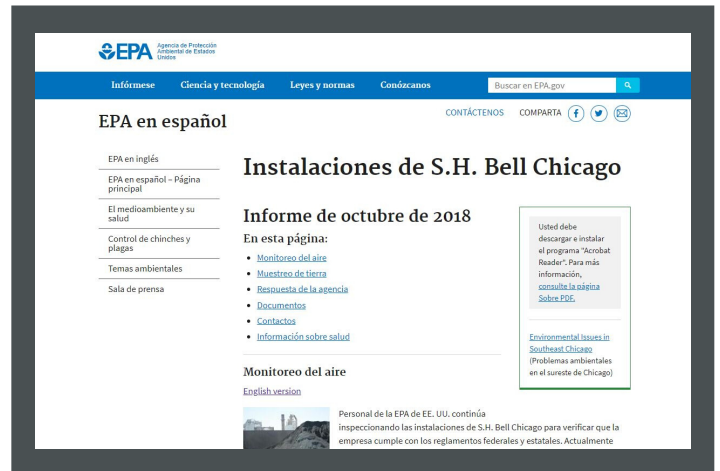 EPA
Agencia de Protección
Ambiental de Estados
Unidos
Infórmese Ciencia y tecnología Leyes y normas Conózcanos Buscar en EPA.gov
CONTÁCTENOS COMPARTA
EPA en español
EPA en inglés
EPA en español – Página
principal
El medioambiente y su
salud
Control de chinches y
plagas
Temas ambientales
Sala de prensa
Instalaciones de S.H. Bell Chicago
Informe de octubre de 2018
En esta página:
• Monitoreo del aire
• Muestreo de tierra
• Respuesta de la agencia
• Documentos
• Contactos
• Información sobre salud
Usted debe
descargar e instalar
el programa "Acrobat
Reader". Para más
información,
consulte la página
Sobre PDF.
Environmental Issues in
Southeast Chicago
(Problemas ambientales
en el sureste de Chicago)
Monitoreo del aire
English version
Personal de la EPA de EE. UU. continúa
inspeccionando las instalaciones de S.H. Bell Chicago para verificar que la
empresa cumple con los reglamentos federales y estatales. Actualmente